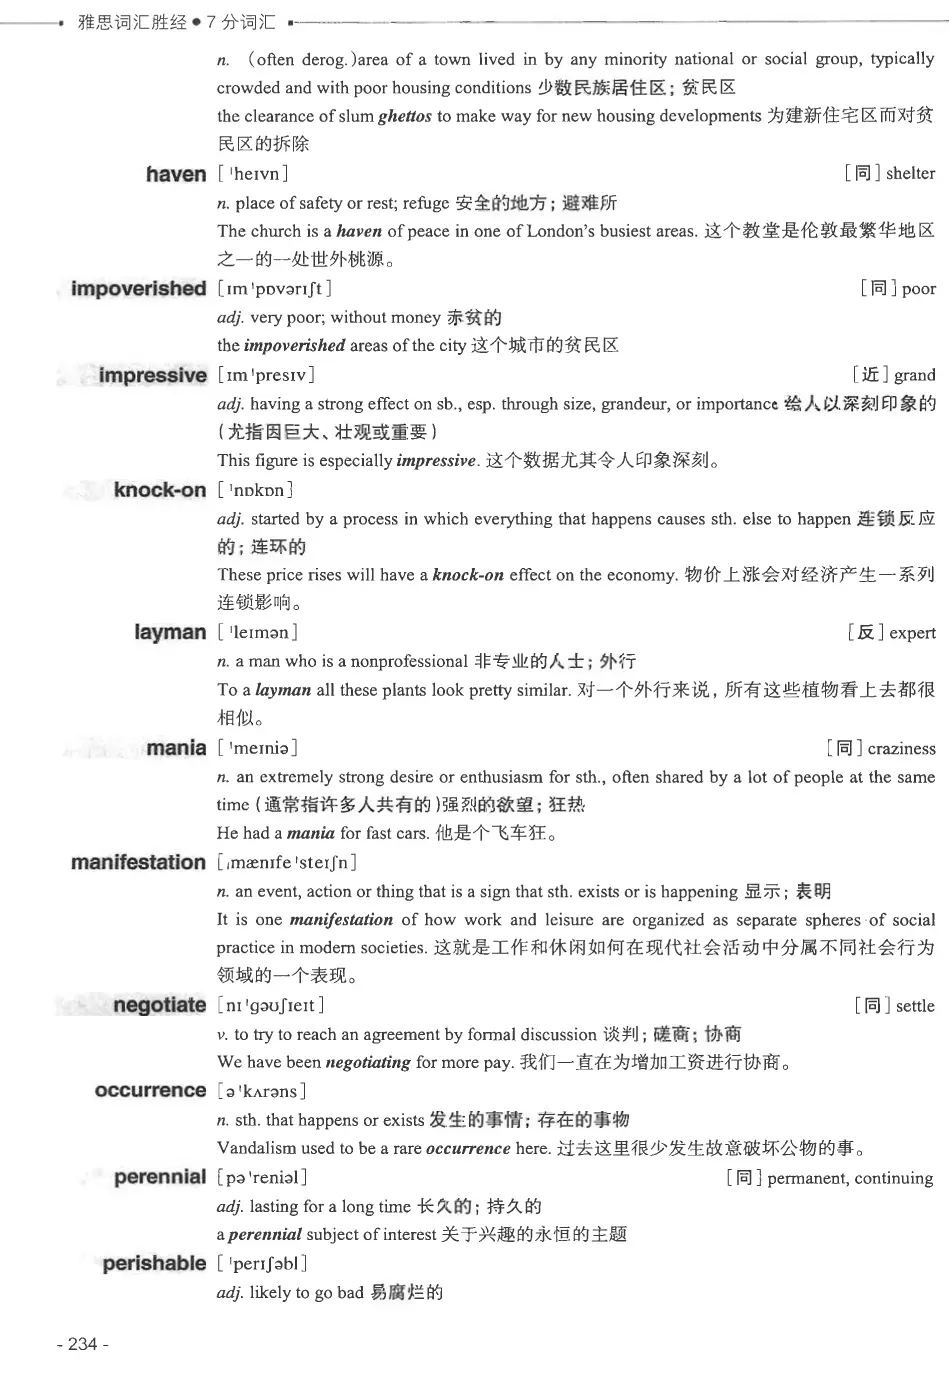 雅思词汇胜经●7分词汇
n. (often derog.)area of a town lived in by any minority national or social group, typically
crowded and with poor housing conditions 少数民族居住区；贫民区
the clearance of slum ghettos to make way for new housing developments 为建新住宅区而对贫
民区的拆除
haven [ˈheɪvn] [同] shelter
n. place of safety or rest; refuge 安全的地方；避难所
The church is a haven of peace in one of London's busiest areas. 这个教堂是伦敦最繁华地区
之一的一处世外桃源。
impoverished [ɪmˈpɒvərɪʃt] [同] poor
adj. very poor; without money 赤贫的
the impoverished areas of the city 这个城市的贫民区
impressive [ɪmˈpresɪv] [近] grand
adj. having a strong effect on sb., esp. through size, grandeur, or importance 给人以深刻印象的
(尤指因巨大、壮观或重要)
This figure is especially impressive. 这个数据尤其令人印象深刻。
knock-on [ˈnɒkɒn]
adj. started by a process in which everything that happens causes sth. else to happen 连锁反应
的；连环的
These price rises will have a knock-on effect on the economy. 物价上涨会对经济产生一系列
连锁影响。
layman [ˈleɪmən] [反] expert
n. a man who is a nonprofessional 非专业的人士；外行
To a layman all these plants look pretty similar. 对一个外行来说，所有这些植物看上去都很
相似。
mania [ˈmeɪniə] [同] craziness
n. an extremely strong desire or enthusiasm for sth., often shared by a lot of people at the same
time (通常指许多人共有的)强烈的欲望；狂热
He had a mania for fast cars. 他是个飞车狂。
manifestation [ˌmænɪfeˈsteɪʃn]
n. an event, action or thing that is a sign that sth. exists or is happening 显示；表明
It is one manifestation of how work and leisure are organized as separate spheres of social
practice in modern societies. 这就是工作和休闲如何在现代社会活动中分属不同社会行为
领域的一个表现。
negotiate [nɪˈɡəʊʃɪeɪt] [同] settle
v. to try to reach an agreement by formal discussion 谈判；磋商；协商
We have been negotiating for more pay. 我们一直在为增加工资进行协商。
occurrence [əˈkʌrəns]
n. sth. that happens or exists 发生的事情；存在的事物
Vandalism used to be a rare occurrence here. 过去这里很少发生故意破坏公物的事。
perennial [pəˈreniəl] [同] permanent, continuing
adj. lasting for a long time 长久的；持久的
a perennial subject of interest 关于兴趣的永恒的主题
perishable [ˈperɪʃəbl]
adj. likely to go bad 易腐烂的
- 234 -